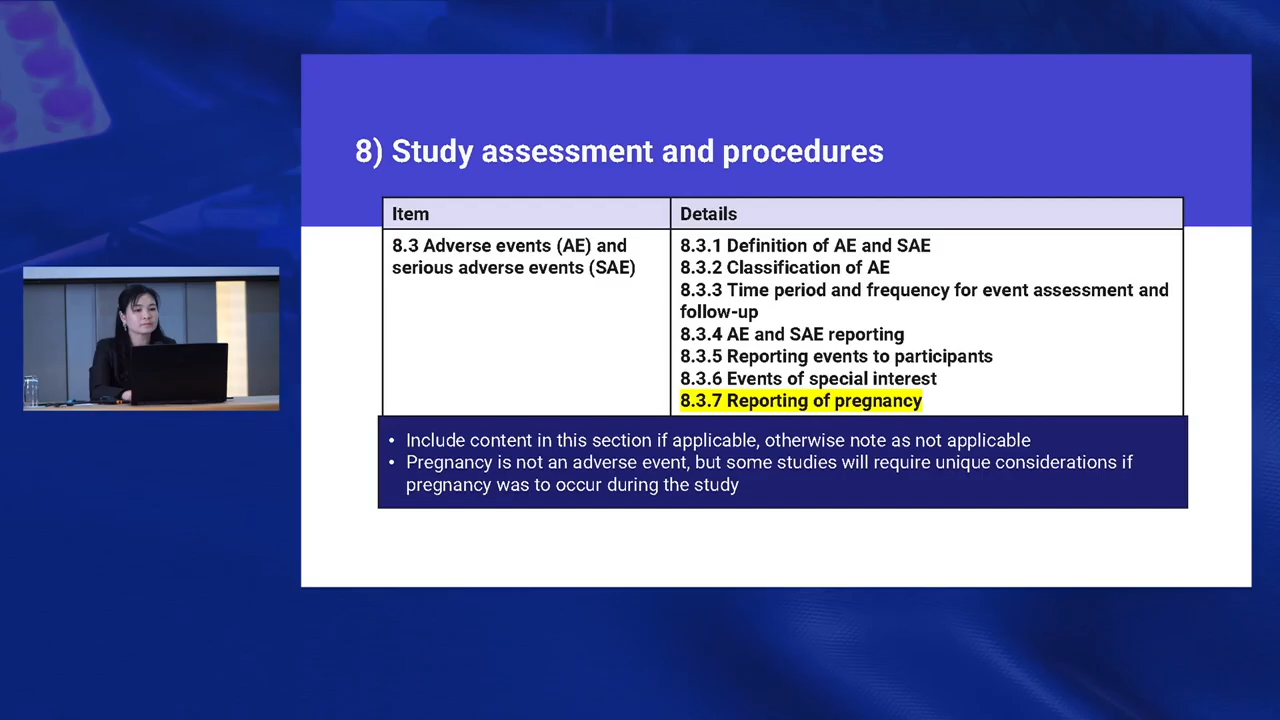 8) Study assessment and procedures
Item
Details
8.3 Adverse events (AE) and
serious adverse events (SAE)
8.3.1 Definition of AE and SAE
8.3.2 Classification of AE
8.3.3 Time period and frequency for event assessment and
follow-up
8.3.4 AE and SAE reporting
8.3.5 Reporting events to participants
8.3.6 Events of special interest
8.3.7 Reporting of pregnancy
• Include content in this section if applicable, otherwise note as not applicable
• Pregnancy is not an adverse event, but some studies will require unique considerations if
pregnancy was to occur during the study